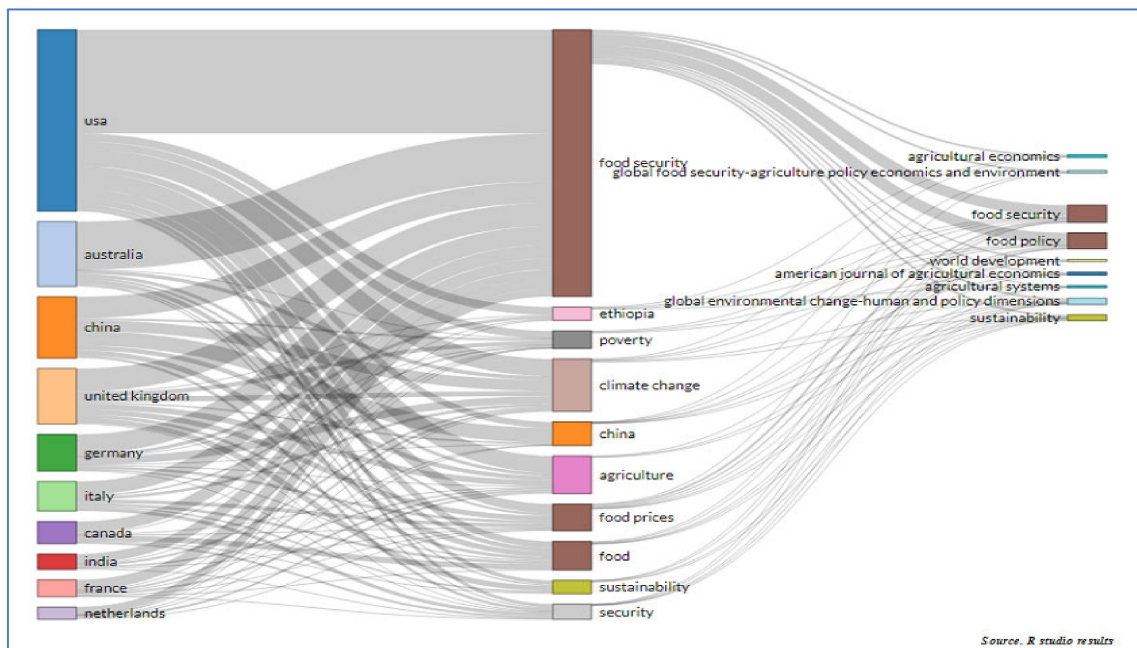 usa
australia
china
united kingdom
germany
italy
canada
india
france
netherlands
food security
ethiopia
poverty
climate change
china
agriculture
food prices
food
sustainability
security
agricultural economics
global food security-agriculture policy economics and environment
food security
food policy
world development
american journal of agricultural economics
agricultural systems
global environmental change-human and policy dimensions
sustainability
Source. R studio results